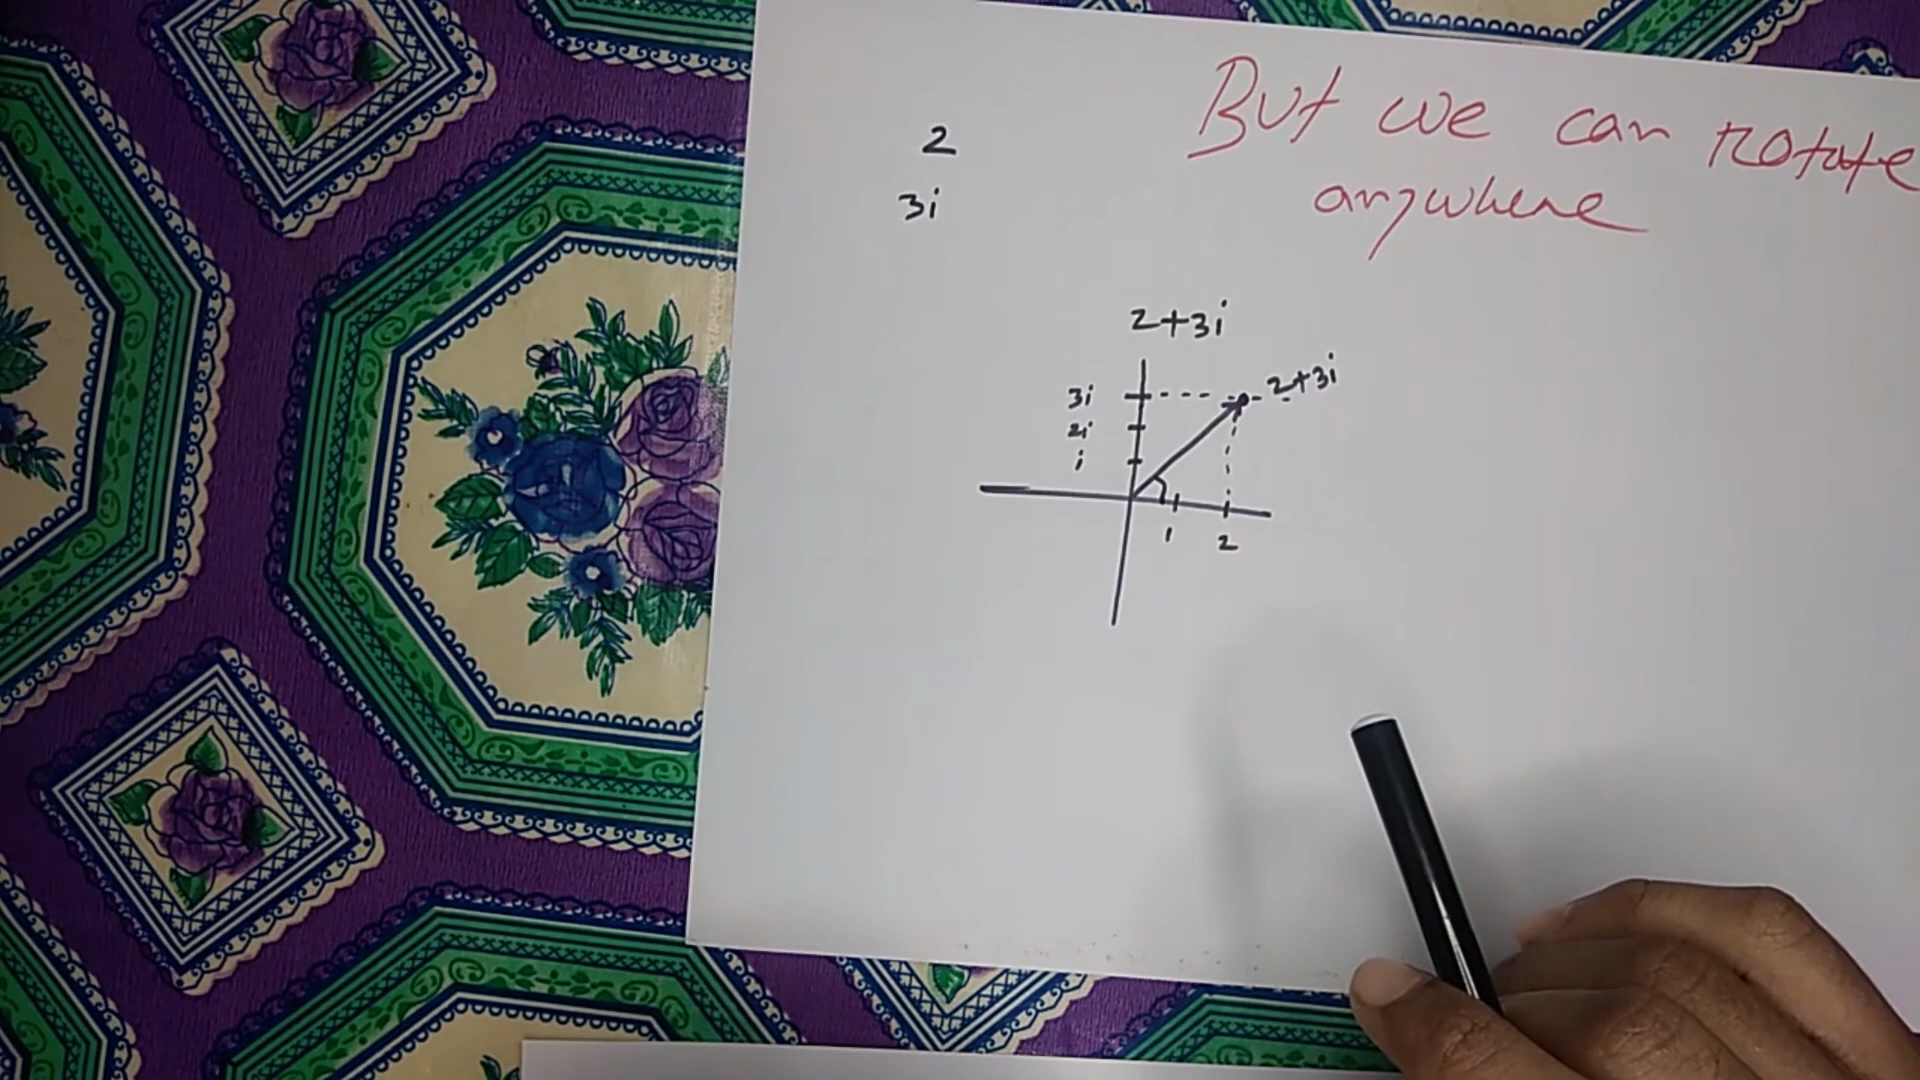 But we can rotate
anywhere
2
3i
2+3i
3i
2+3i
2i
i
1
2